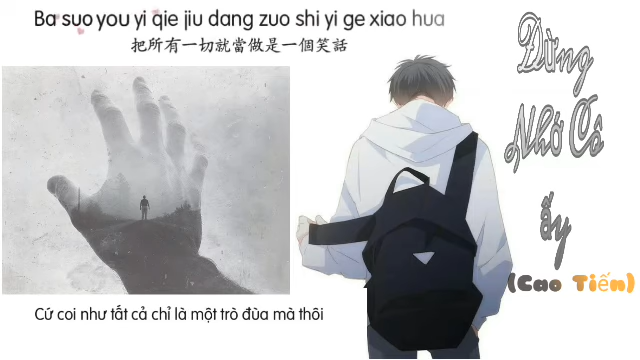 Ba suo you yi qie jiu dang zuo shi yi ge xiao hua
把所有一切就當做是一個笑話
Đừng
Nhớ Cô
ấy
(Cao Tiến)
Cứ coi như tất cả chỉ là một trò đùa mà thôi